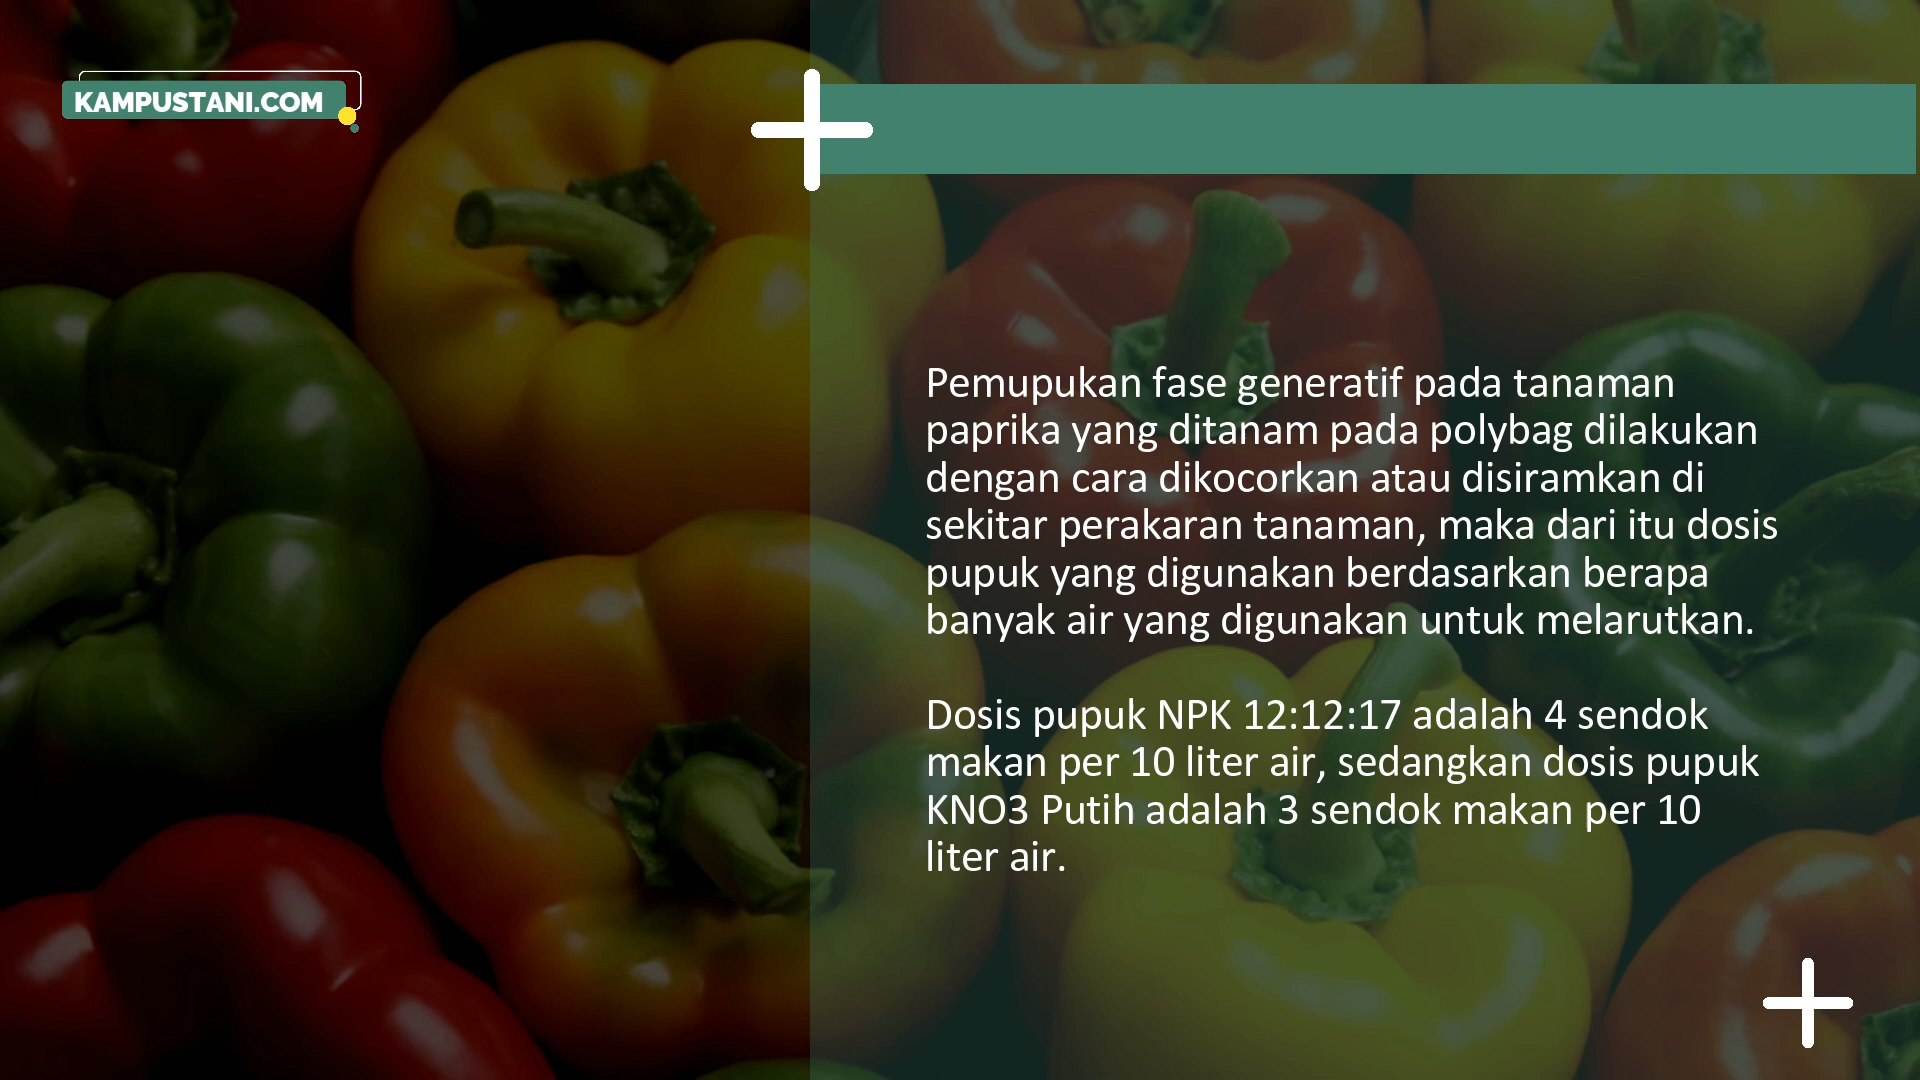 KAMPUSTANI.COM
Pemupukan fase generatif pada tanaman
paprika yang ditanam pada polybag dilakukan
dengan cara dikocorkan atau disiramkan di
sekitar perakaran tanaman, maka dari itu dosis
pupuk yang digunakan berdasarkan berapa
banyak air yang digunakan untuk melarutkan.
Dosis pupuk NPK 12:12:17 adalah 4 sendok
makan per 10 liter air, sedangkan dosis pupuk
KNO3 Putih adalah 3 sendok makan per 10
liter air.